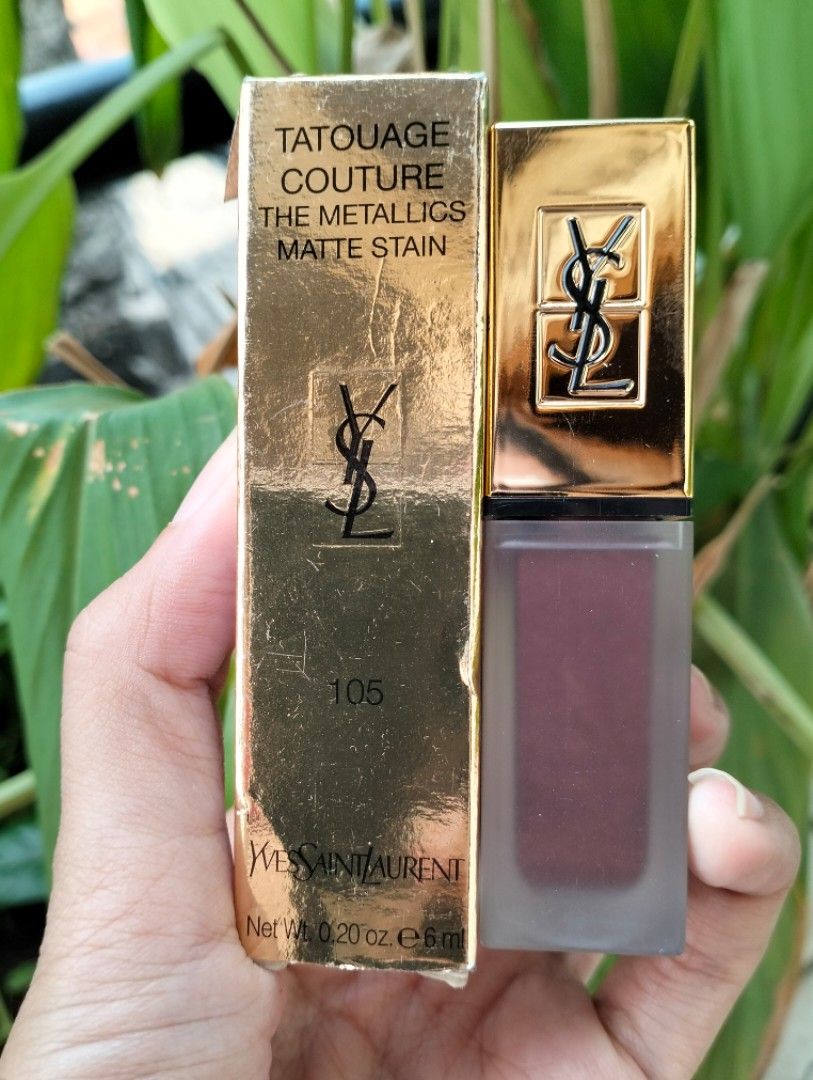 TATOUAGE
COUTURE
THE METALLICS
MATTE STAIN
YSL
105
YVESSAINTLAURENT
Net Wt. 0.20 oz. ℮ 6 ml
YSL